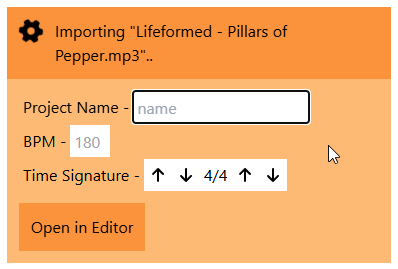 Importing "Lifeformed - Pillars of
Pepper.mp3"..
Project Name - name
BPM - 180
Time Signature - ↑ ↓ 4/4 ↑ ↓
Open in Editor